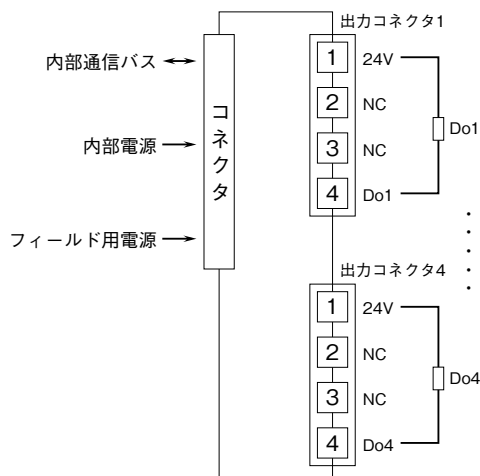 出力コネクタ1
内部通信バス
内部電源
フィールド用電源
コネクタ
1 24V
2 NC
3 NC
4 Do1
Do1
出力コネクタ4
1 24V
2 NC
3 NC
4 Do4
Do4